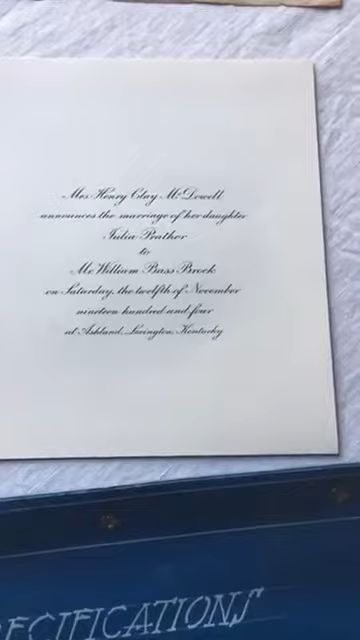 Mrs. Henry Clay McDowell
announces the marriage of her daughter
Julia Prather
to
Mr. William Bass Brock
on Saturday, the twelfth of November
nineteen hundred and four
at Ashland, Lexington, Kentucky
ECIFICATIONS